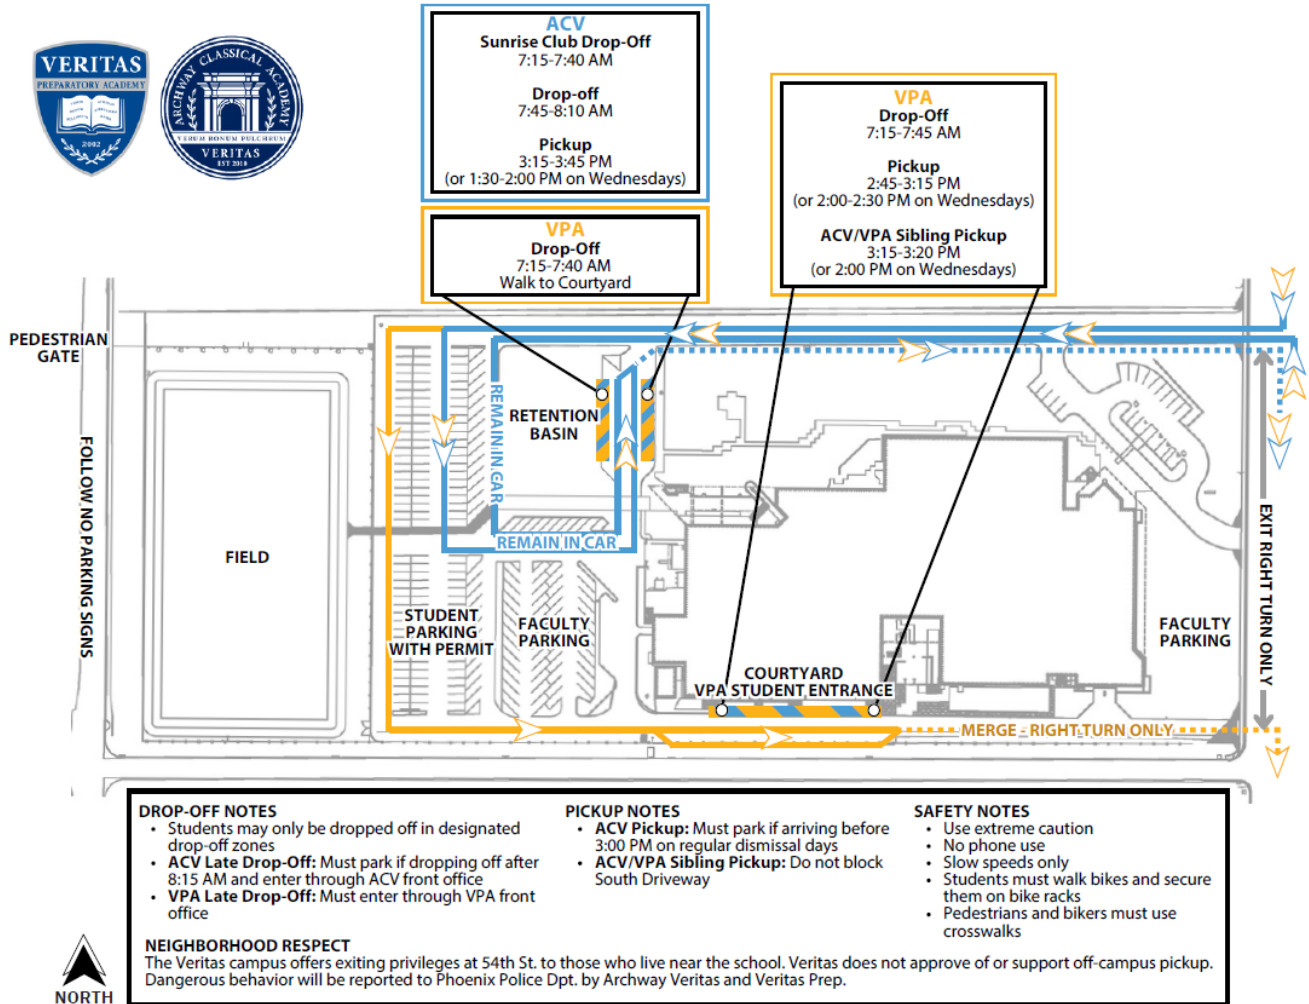 VERITAS
PREPARATORY ACADEMY
2002
ARCHWAY CLASSICAL ACADEMY
VERUM BONUM PULCHRUM
VERITAS
EST 2010
ACV
Sunrise Club Drop-Off
7:15-7:40 AM
Drop-off
7:45-8:10 AM
Pickup
3:15-3:45 PM
(or 1:30-2:00 PM on Wednesdays)
VPA
Drop-Off
7:15-7:40 AM
Walk to Courtyard
VPA
Drop-Off
7:15-7:45 AM
Pickup
2:45-3:15 PM
(or 2:00-2:30 PM on Wednesdays)
ACV/VPA Sibling Pickup
3:15-3:20 PM
(or 2:00 PM on Wednesdays)
PEDESTRIAN
GATE
FOLLOW NO PARKING SIGNS
FIELD
REMAIN IN CAR
RETENTION
BASIN
REMAIN IN CAR
STUDENT
PARKING
WITH PERMIT
FACULTY
PARKING
COURTYARD
VPA STUDENT ENTRANCE
FACULTY
PARKING
EXIT RIGHT TURN ONLY
MERGE - RIGHT TURN ONLY
DROP-OFF NOTES
• Students may only be dropped off in designated
drop-off zones
• ACV Late Drop-Off: Must park if dropping off after
8:15 AM and enter through ACV front office
• VPA Late Drop-Off: Must enter through VPA front
office
PICKUP NOTES
• ACV Pickup: Must park if arriving before
3:00 PM on regular dismissal days
• ACV/VPA Sibling Pickup: Do not block
South Driveway
SAFETY NOTES
• Use extreme caution
• No phone use
• Slow speeds only
• Students must walk bikes and secure
them on bike racks
• Pedestrians and bikers must use
crosswalks
NEIGHBORHOOD RESPECT
The Veritas campus offers exiting privileges at 54th St. to those who live near the school. Veritas does not approve of or support off-campus pickup.
Dangerous behavior will be reported to Phoenix Police Dpt. by Archway Veritas and Veritas Prep.
NORTH